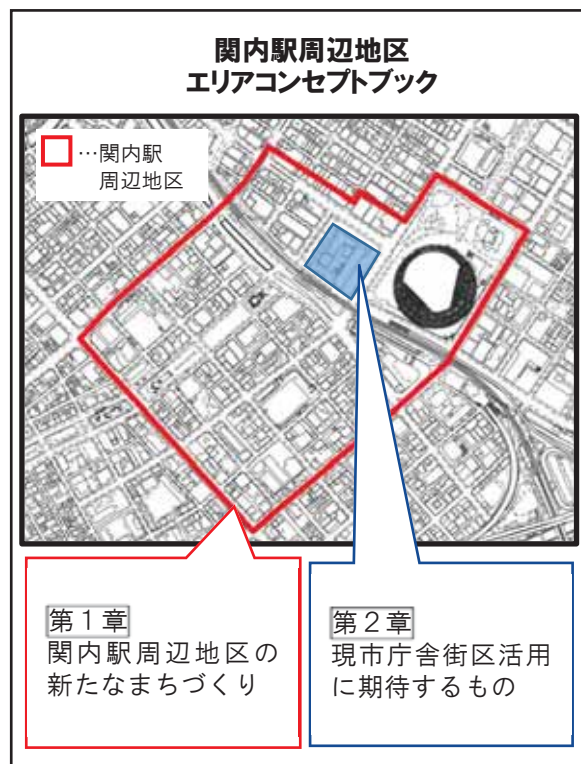 関内駅周辺地区
エリアコンセプトブック
…関内駅
周辺地区
第１章
関内駅周辺地区の
新たなまちづくり
第２章
現市庁舎街区活用
に期待するもの